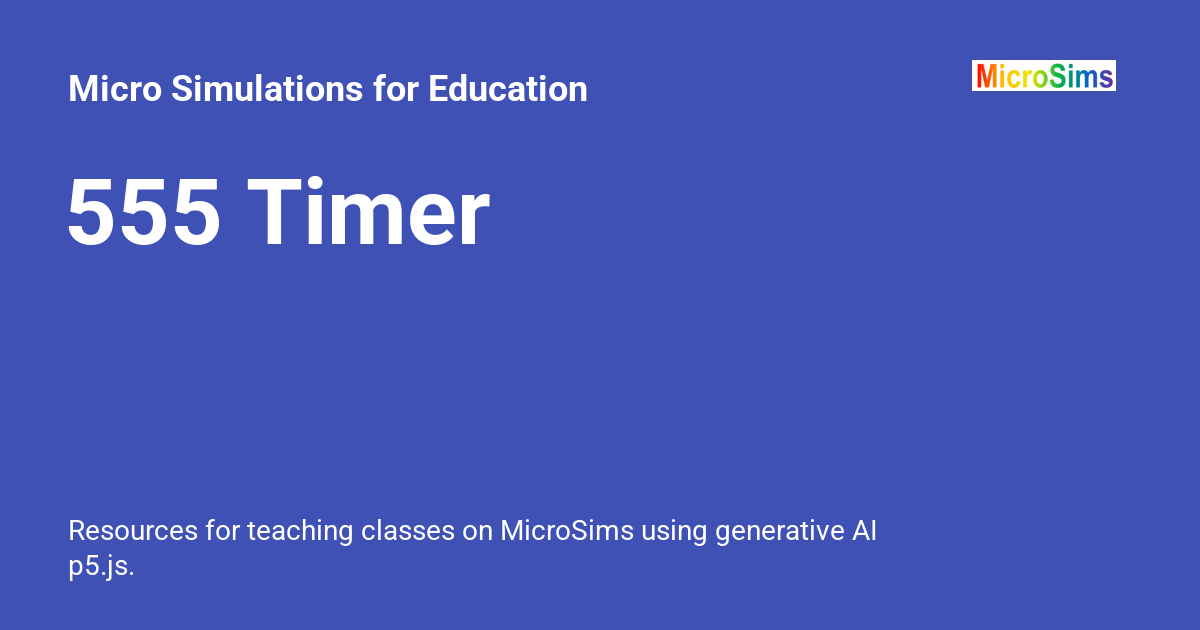 Micro Simulations for Education
MicroSims
555 Timer
Resources for teaching classes on MicroSims using generative AI
p5.js.